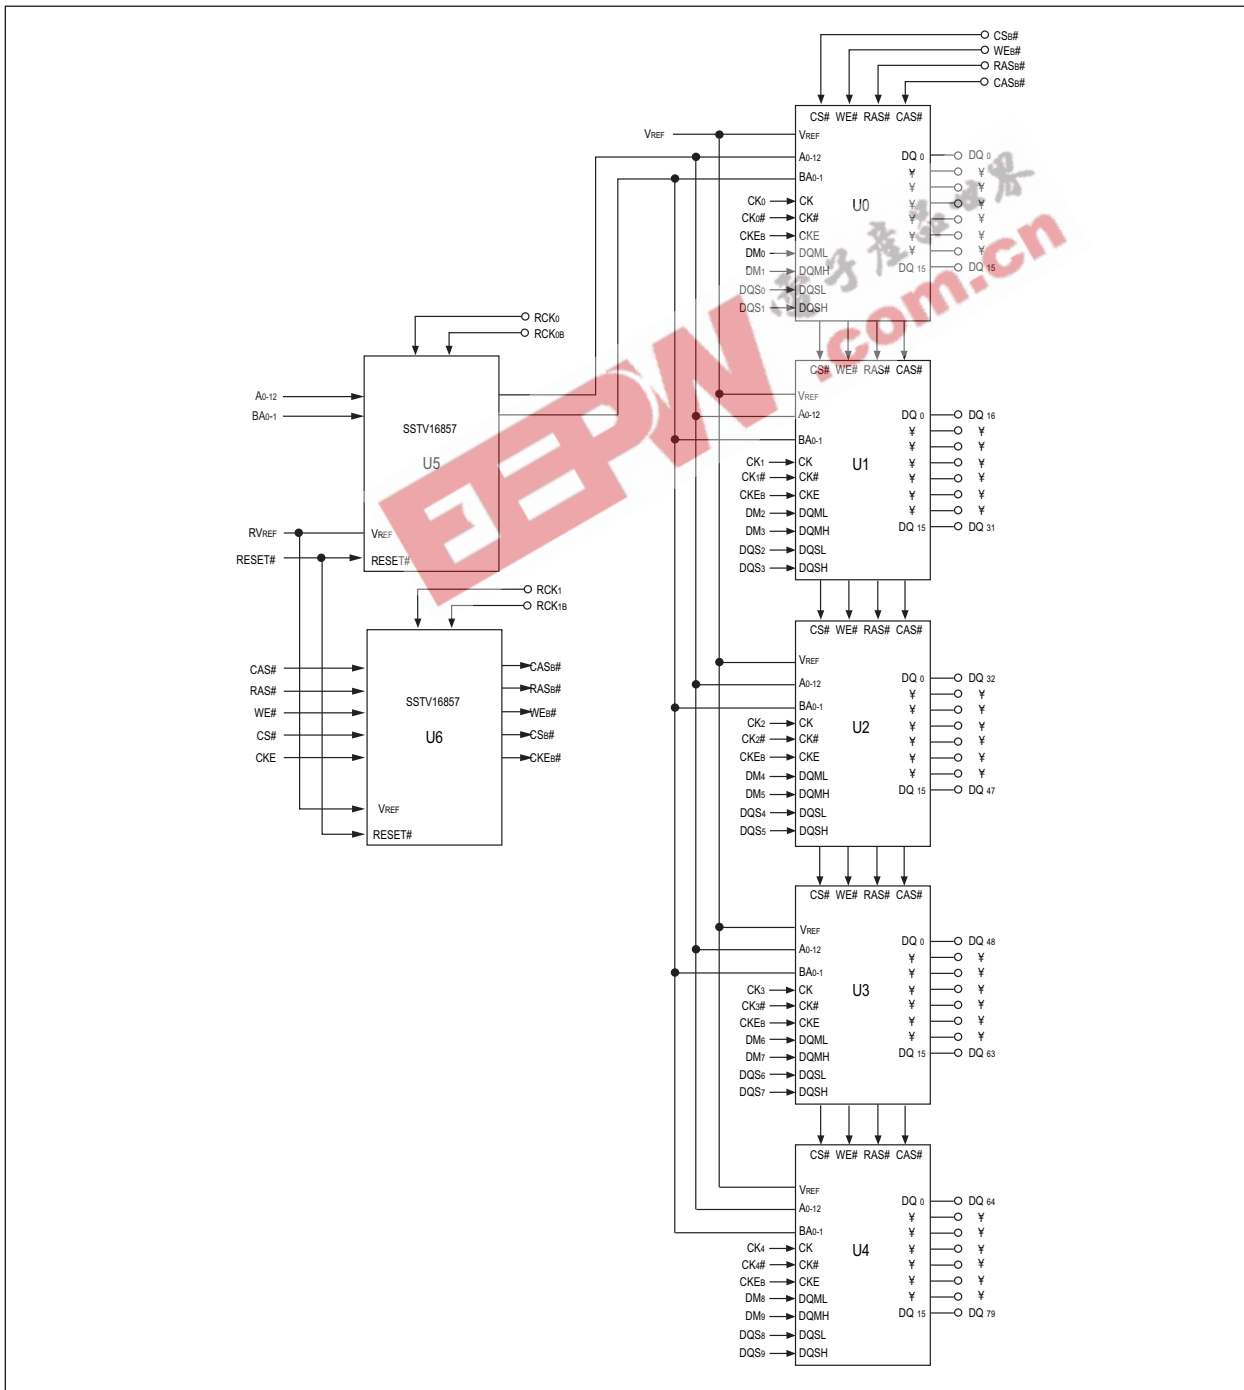 CSB#
WEB#
RASB#
CASB#
CS# WE# RAS# CAS#
VREF VREF
A0-12 DQ 0 DQ 0
¥ ¥
BA0-1
¥ ¥
CK0 CK U0 ¥ ¥
CK0# CK# ¥ ¥
CKEB CKE ¥ ¥
DM0 DQML ¥ ¥
DM1 DQMH DQ 15 DQ 15
DQS0 DQSL
DQS1 DQSH
電子產品世界
EEPW.com.cn
RCK0
RCK0B
A0-12
BA0-1
SSTV16857
U5
RVREF VREF
RESET# RESET#
CS# WE# RAS# CAS#
VREF
A0-12 DQ 0 DQ 16
¥ ¥
BA0-1 ¥ ¥
CK1 CK U1 ¥ ¥
CK1# CK# ¥ ¥
CKEB CKE ¥ ¥
DM2 DQML ¥ ¥
DM3 DQMH DQ 15 DQ 31
DQS2 DQSL
DQS3 DQSH
RCK1
RCK1B
CAS# CASB#
RAS# RASB#
SSTV16857
WE# WEB#
U6
CS# CSB#
CKE CKEB#
VREF
RESET#
CS# WE# RAS# CAS#
VREF
A0-12 DQ 0 DQ 32
¥ ¥
BA0-1 ¥ ¥
CK2 CK U2 ¥ ¥
CK2# CK# ¥ ¥
CKEB CKE ¥ ¥
DM4 DQML ¥ ¥
DM5 DQMH DQ 15 DQ 47
DQS4 DQSL
DQS5 DQSH
CS# WE# RAS# CAS#
VREF
A0-12 DQ 0 DQ 48
¥ ¥
BA0-1 ¥ ¥
CK3 CK U3 ¥ ¥
CK3# CK# ¥ ¥
CKEB CKE ¥ ¥
DM6 DQML ¥ ¥
DM7 DQMH DQ 15 DQ 63
DQS6 DQSL
DQS7 DQSH
CS# WE# RAS# CAS#
VREF
A0-12 DQ 0 DQ 64
¥ ¥
BA0-1 ¥ ¥
CK4 CK U4 ¥ ¥
CK4# CK# ¥ ¥
CKEB CKE ¥ ¥
DM8 DQML ¥ ¥
DM9 DQMH DQ 15 DQ 79
DQS8 DQSL
DQS9 DQSH